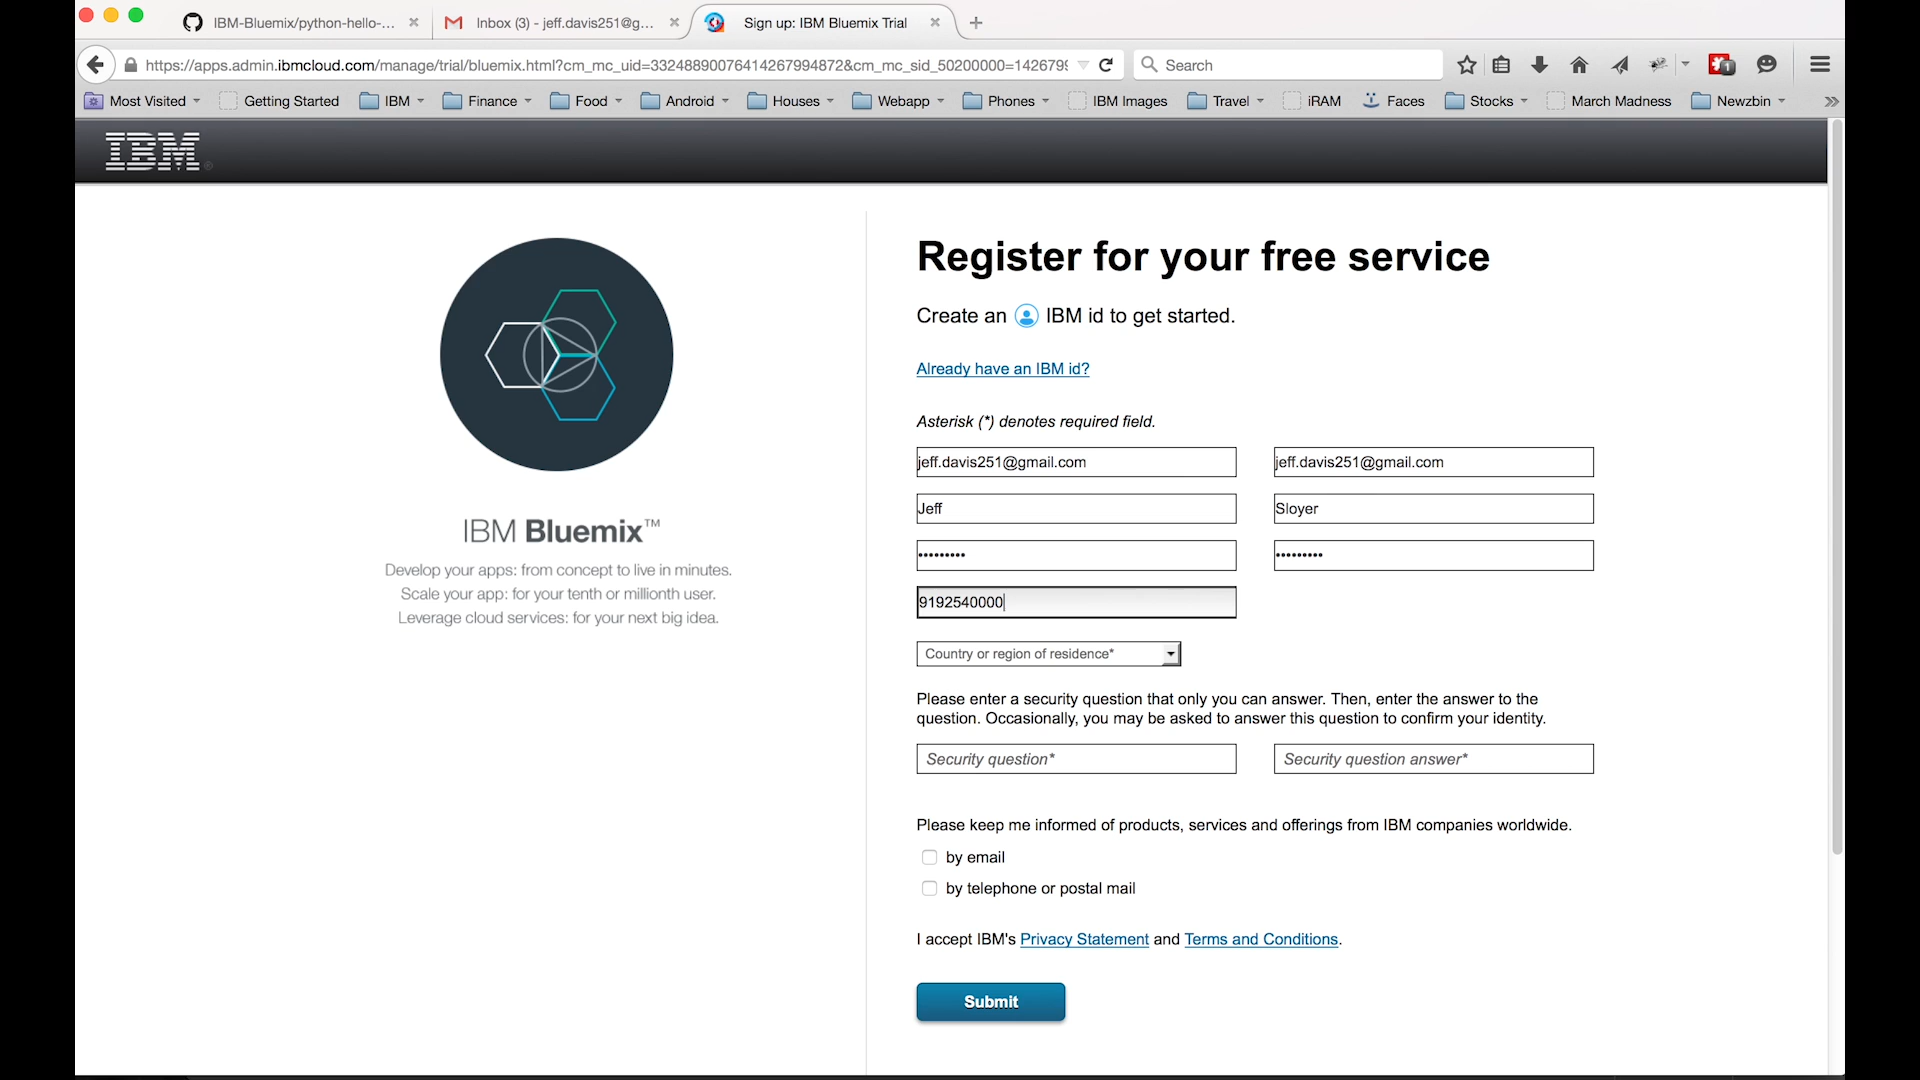 IBM-Bluemix/python-hello-...
Inbox (3) - jeff.davis251@g...
Sign up: IBM Bluemix Trial
https://apps.admin.ibmcloud.com/manage/trial/bluemix.html?cm_mc_uid=33248890076414267994872&cm_mc_sid_50200000=1426799
Search
1
Most Visited
Getting Started
IBM
Finance
Food
Android
Houses
Webapp
Phones
IBM Images
Travel
iRAM
Faces
Stocks
March Madness
Newzbin
IBM
IBM Bluemix™
Develop your apps: from concept to live in minutes.
Scale your app: for your tenth or millionth user.
Leverage cloud services: for your next big idea.
Register for your free service
Create an IBM id to get started.
Already have an IBM id?
Asterisk (*) denotes required field.
jeff.davis251@gmail.com
jeff.davis251@gmail.com
Jeff
Sloyer
•••••••••
•••••••••
9192540000
Country or region of residence*
Please enter a security question that only you can answer. Then, enter the answer to the
question. Occasionally, you may be asked to answer this question to confirm your identity.
Security question*
Security question answer*
Please keep me informed of products, services and offerings from IBM companies worldwide.
by email
by telephone or postal mail
I accept IBM's Privacy Statement and Terms and Conditions.
Submit